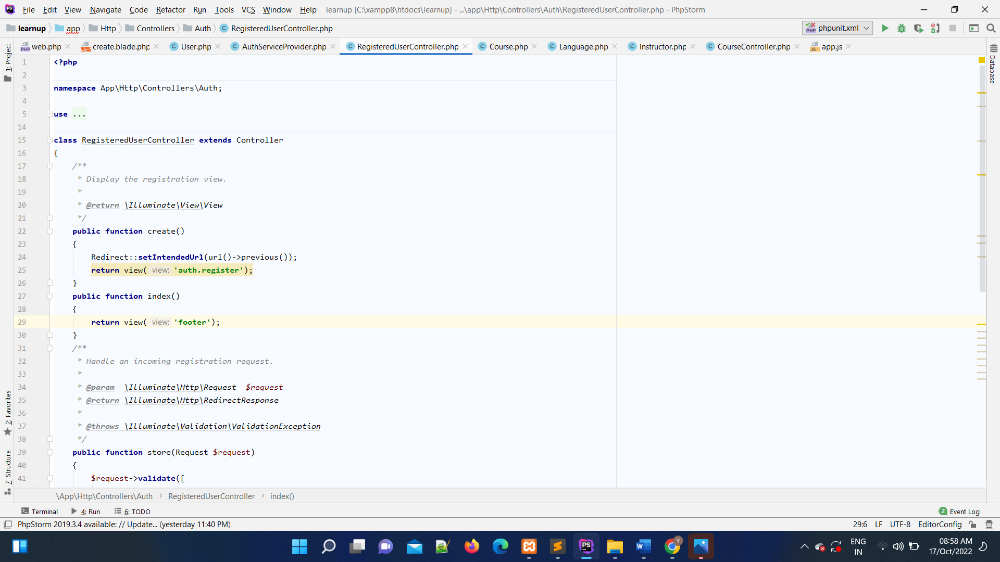 File Edit View Navigate Code Refactor Run Tools VCS Window Help learnup [C:\xampp8\htdocs\learnup] - ...\app\Http\Controllers\Auth\RegisteredUserController.php - PhpStorm
learnup app Http Controllers Auth RegisteredUserController.php phpunit.xml
web.php create.blade.php User.php AuthServiceProvider.php RegisteredUserController.php Course.php Language.php Instructor.php CourseController.php app.js
1: Project
Database
1 <?php
2
3 namespace App\Http\Controllers\Auth;
4
5 use ...
14
15 class RegisteredUserController extends Controller
16 {
17 /**
18 * Display the registration view.
19 *
20 * @return \Illuminate\View\View
21 */
22 public function create()
23 {
24 Redirect::setIntendedUrl(url()->previous());
25 return view( view: 'auth.register');
26 }
27 public function index()
28 {
29 return view( view: 'footer');
30 }
31 /**
32 * Handle an incoming registration request.
33 *
34 * @param \Illuminate\Http\Request $request
35 * @return \Illuminate\Http\RedirectResponse
36 *
37 * @throws \Illuminate\Validation\ValidationException
38 */
39 public function store(Request $request)
40 {
41 $request->validate([
2: Favorites
7: Structure
\App\Http\Controllers\Auth › RegisteredUserController › index()
Terminal 4: Run 6: TODO 2 Event Log
PhpStorm 2019.3.4 available: // Update... (yesterday 11:40 PM) 29:6 LF UTF-8 EditorConfig
ENG 08:58 AM
IN 17/Oct/2022